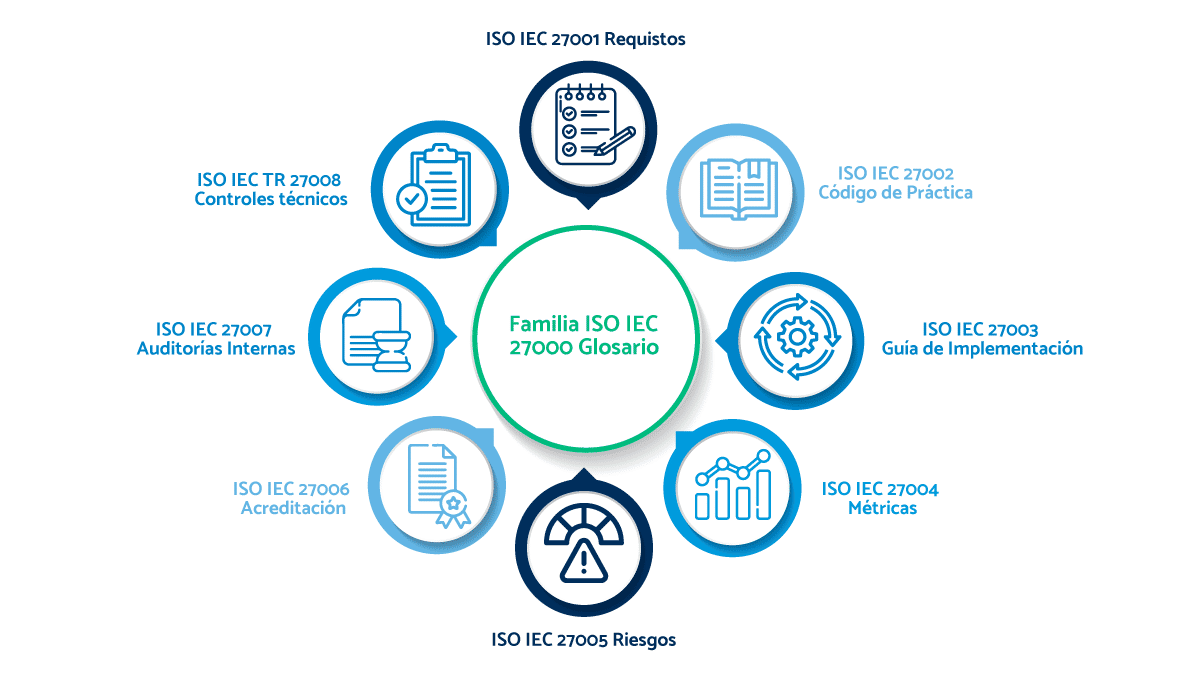 ISO IEC 27001 Requistos
ISO IEC 27002
Código de Práctica
ISO IEC 27003
Guía de Implementación
ISO IEC 27004
Métricas
ISO IEC 27005 Riesgos
ISO IEC 27006
Acreditación
ISO IEC 27007
Auditorías Internas
ISO IEC TR 27008
Controles técnicos
Familia ISO IEC
27000 Glosario